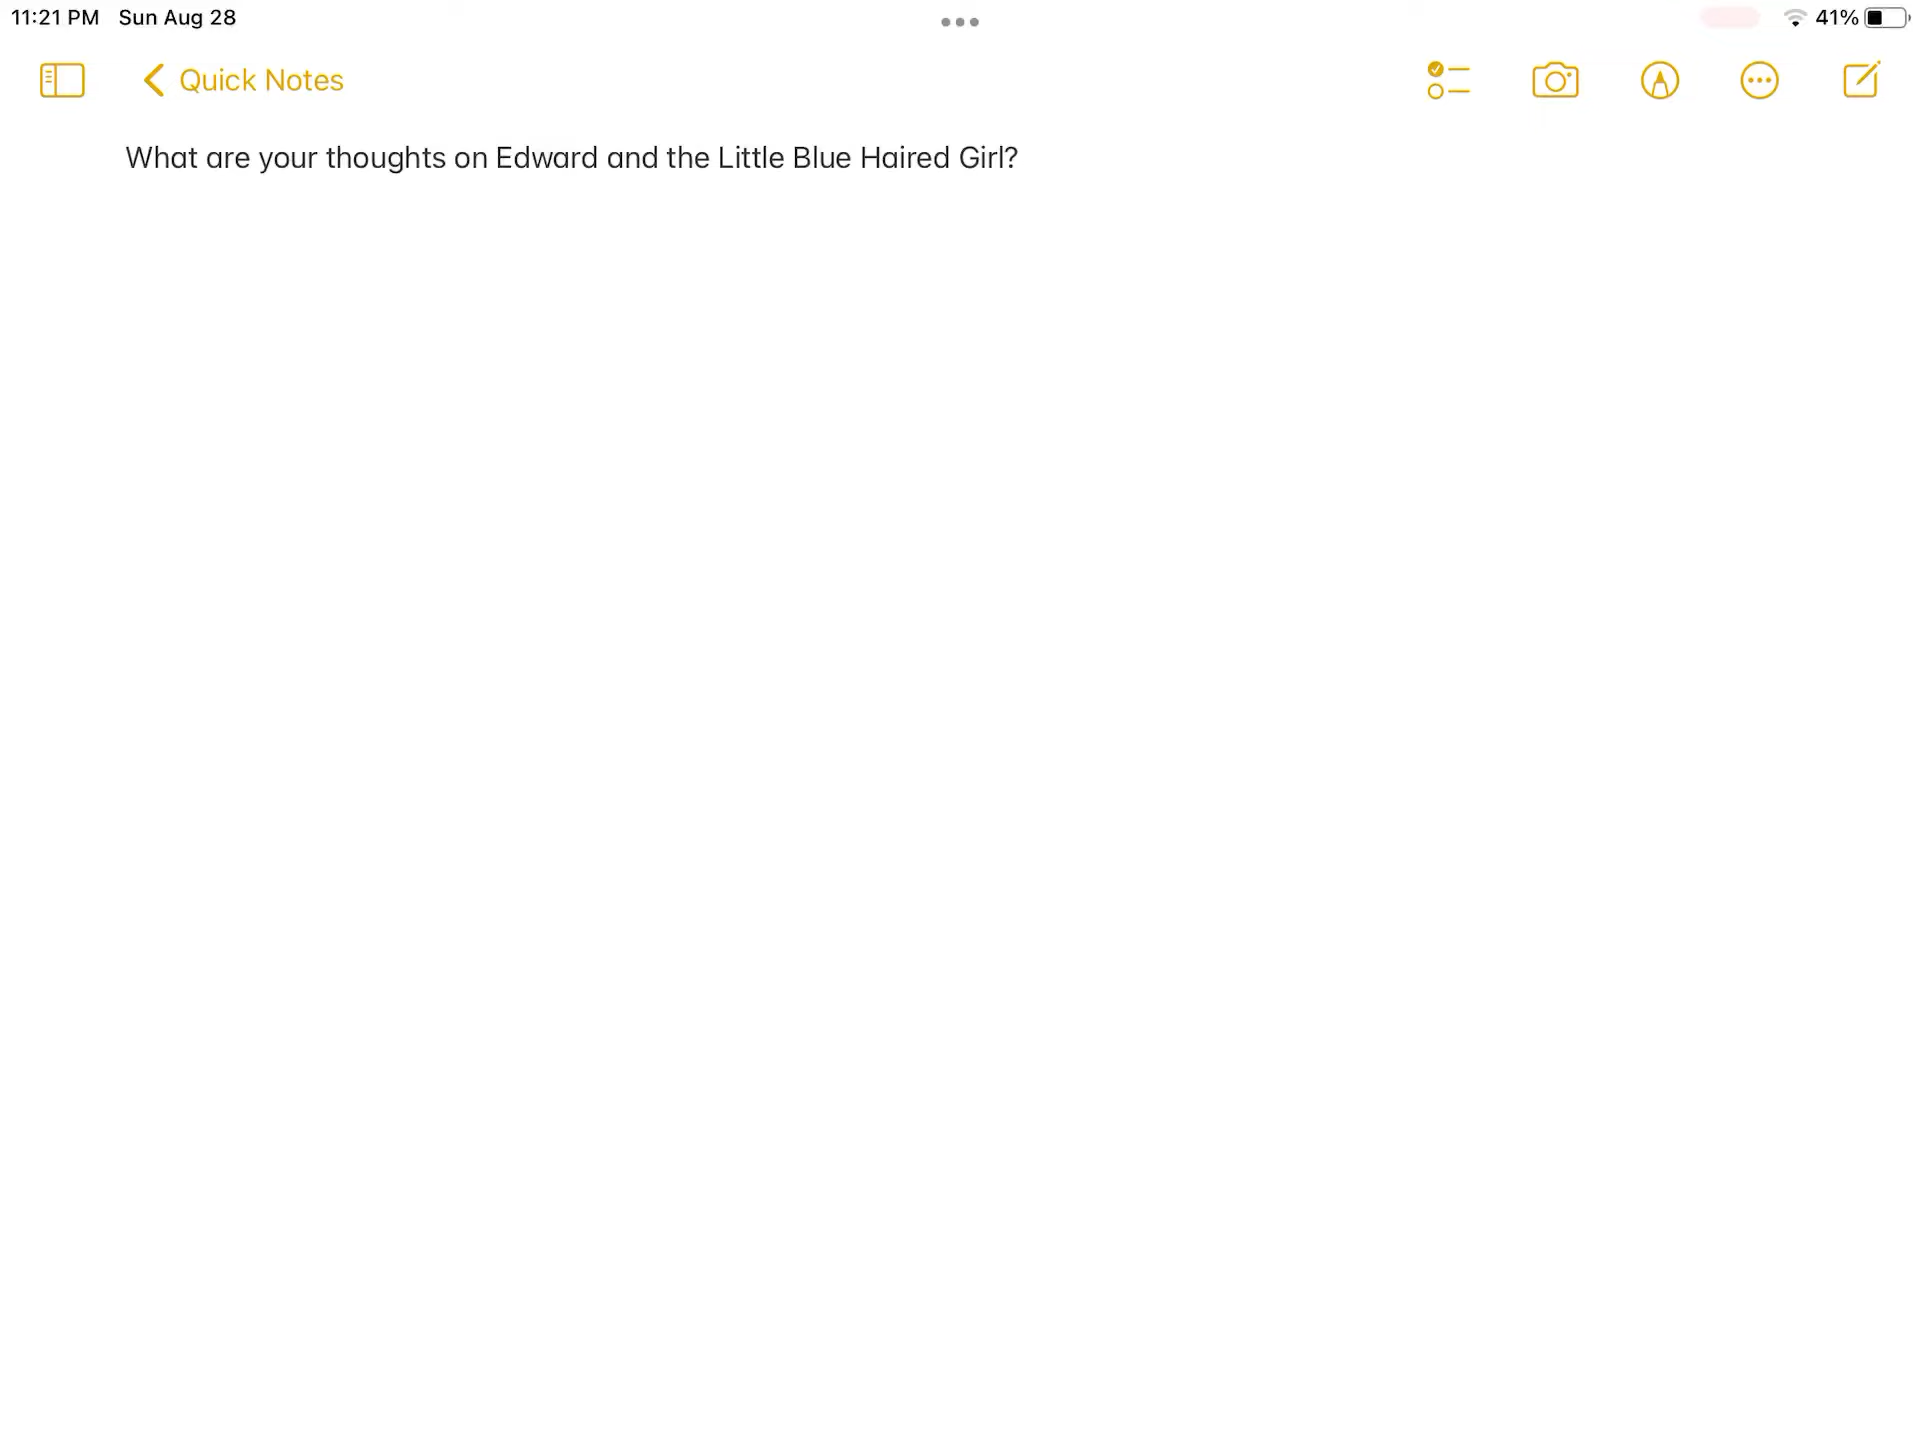 11:21 PM Sun Aug 28 41%
Quick Notes
What are your thoughts on Edward and the Little Blue Haired Girl?